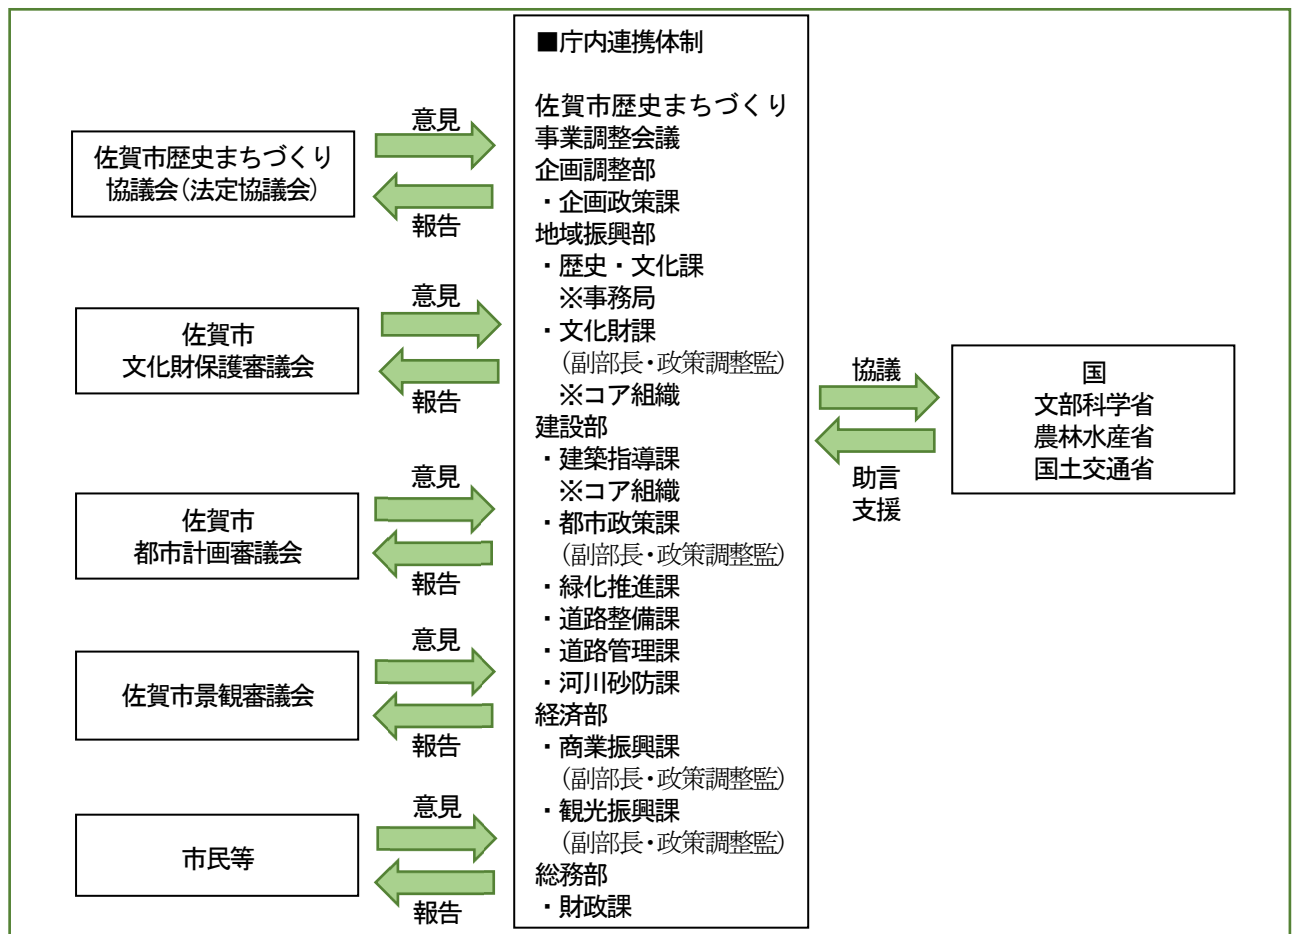 意見
佐賀市歴史まちづくり
協議会(法定協議会)
報告
意見
佐賀市
文化財保護審議会
報告
意見
佐賀市
都市計画審議会
報告
意見
佐賀市景観審議会
報告
意見
市民等
報告
■庁内連携体制
佐賀市歴史まちづくり
事業調整会議
企画調整部
・企画政策課
地域振興部
・歴史・文化課
※事務局
・文化財課
(副部長・政策調整監)
※コア組織
建設部
・建築指導課
※コア組織
・都市政策課
(副部長・政策調整監)
・緑化推進課
・道路整備課
・道路管理課
・河川砂防課
経済部
・商業振興課
(副部長・政策調整監)
・観光振興課
(副部長・政策調整監)
総務部
・財政課
協議
助言
支援
国
文部科学省
農林水産省
国土交通省